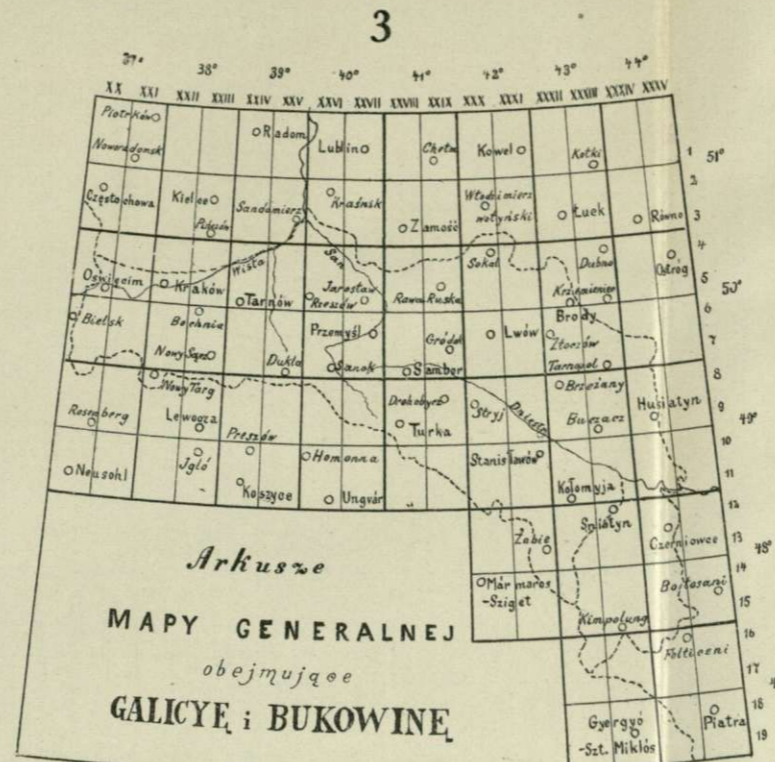 3
37° 38° 39° 40° 41° 42° 43° 44°
XX XXI XXII XXIII XXIV XXV XXVI XXVII XXVIII XXIX XXX XXXI XXXII XXXIII XXXIV XXXV
Piotrków Radom Lublin Chełm Kowel Kołki 1 51°
Noworadomsk
2
Częstochowa Kielce Pińczów Sandomierz Kraśnik Zamość Włodzimierz
wołyński Łuck Równo 3
4
Wisła San Sokal Dubno Ostróg
Oświęcim Kraków Tarnów Jarosław
Rzeszów Rawa Ruska Krzemieniec 5 50°
6
Bielsk Bochnia Przemyśl Gródek Lwów Brody
Złoczów 7
Nowy Sącz Dukla Sanok Sambor Tarnopol
8
Nowy Targ Drohobycz Stryj Dniestr Brzeżany Husiatyn
Rosenberg Lewocza Turka Buczacz 9 49°
Preszów 10
Neusohl Jgló Homonna Stanisławów
Koszyce Ungvár Kołomyja 11
12
Śniatyn
Żabie Czerniowce 13 48°
14
Mármaros
-Sziget Bojtosani 15
Kimpolung 16
Folticzeni
17
18
Gyergyó
-Szt. Miklós Piatra 19
Arkusze
MAPY GENERALNEJ
obejmujące
GALICYĘ i BUKOWINĘ